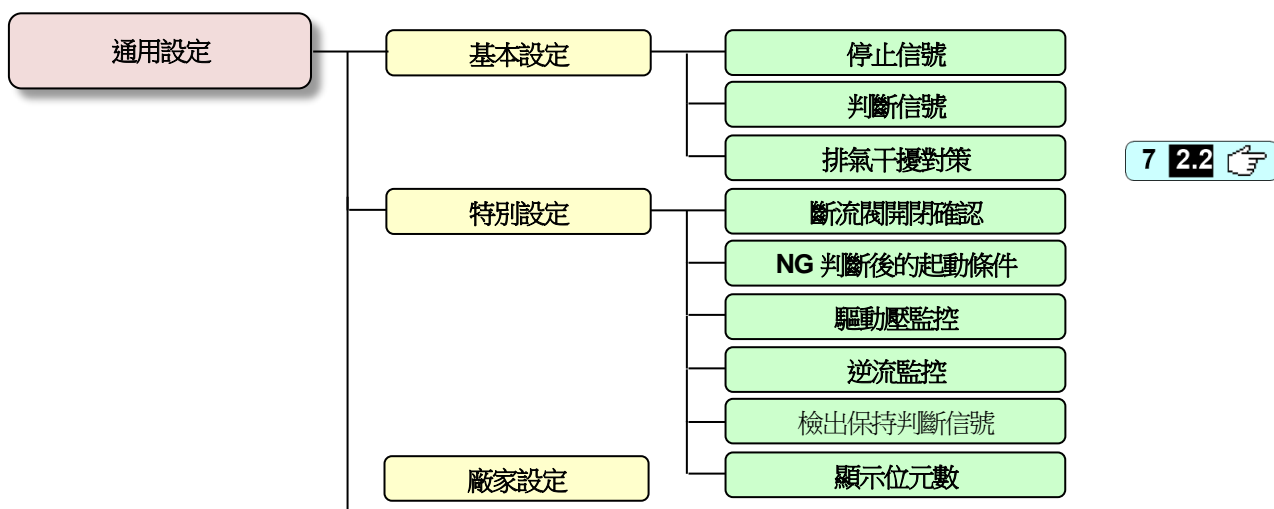 通用設定
基本設定
停止信號
判斷信號
排氣干擾對策
7 2.2
特別設定
斷流閥開閉確認
NG 判斷後的起動條件
驅動壓監控
逆流監控
檢出保持判斷信號
顯示位元數
廠家設定